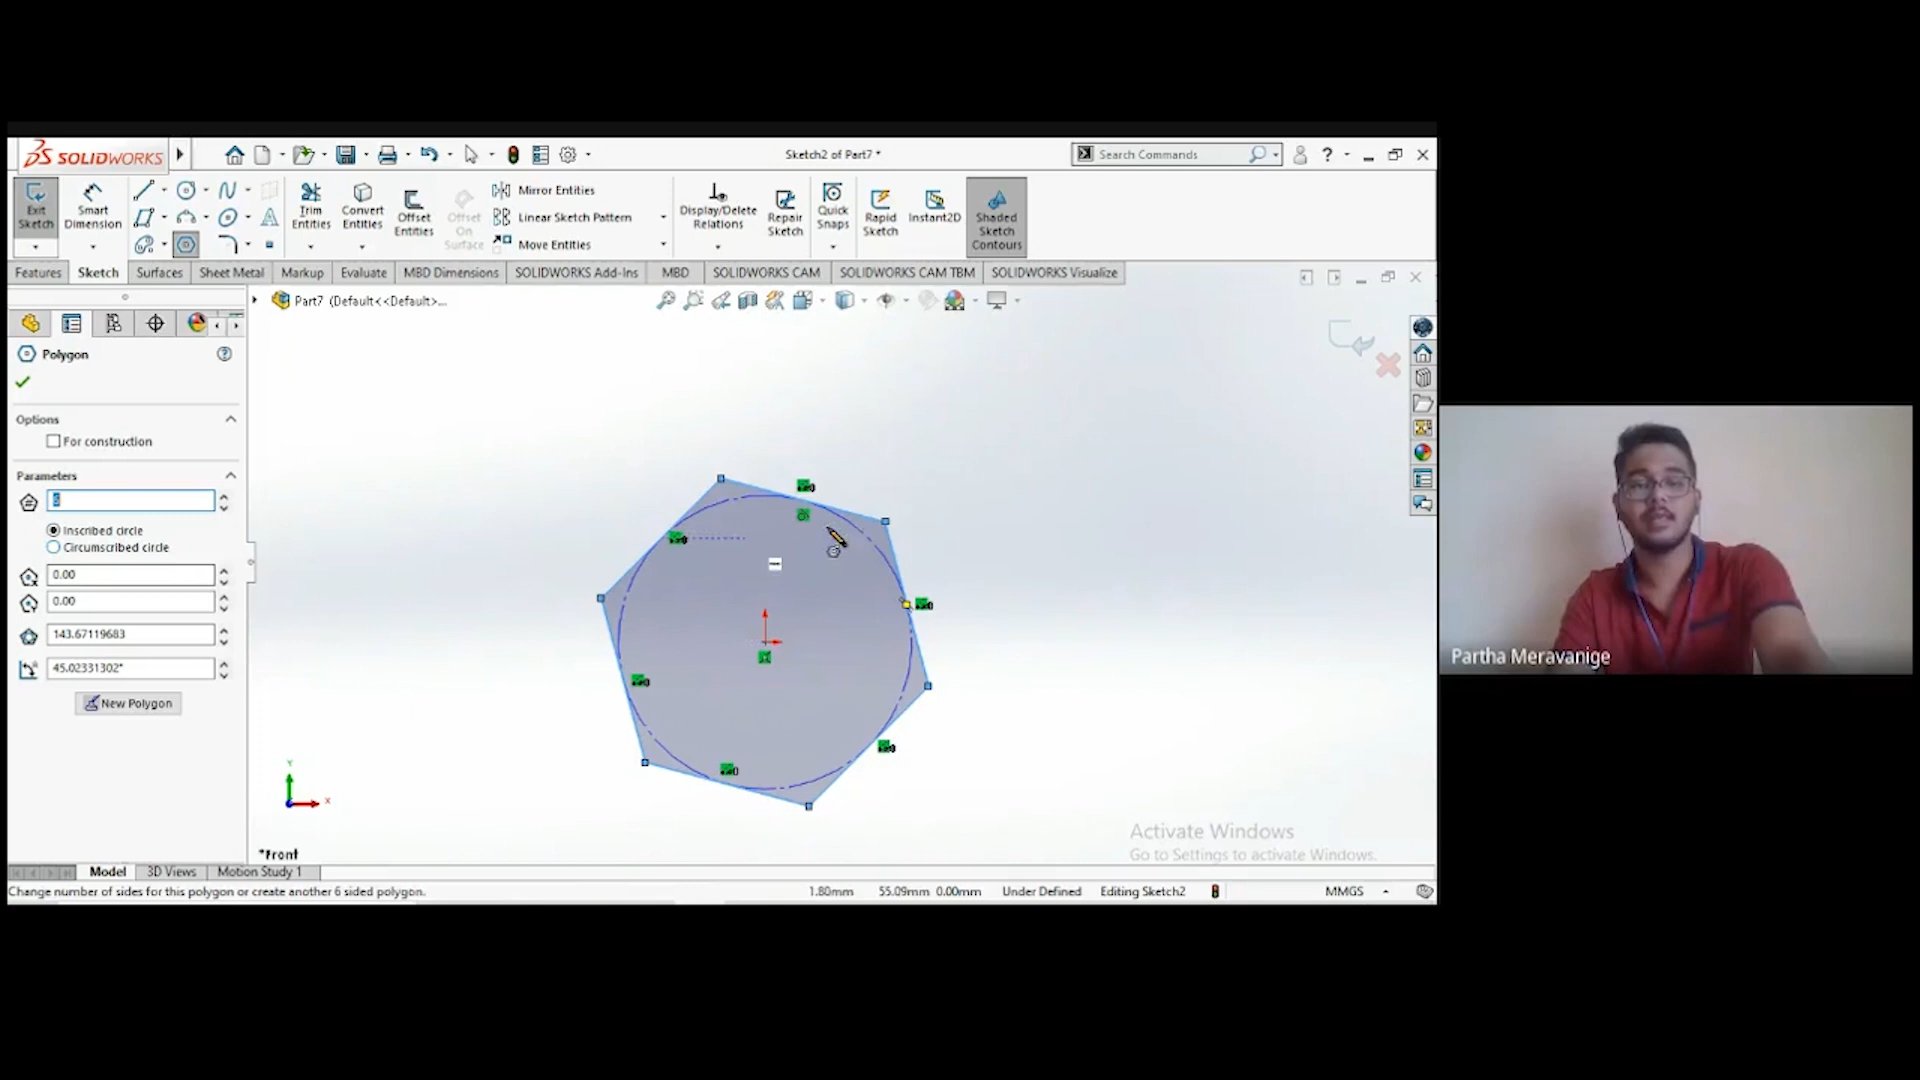 SOLIDWORKS
Sketch2 of Part7 *
Search Commands
?
Exit Sketch
Smart Dimension
Trim Entities
Convert Entities
Offset Entities
Offset On Surface
Mirror Entities
Linear Sketch Pattern
Move Entities
Display/Delete Relations
Repair Sketch
Quick Snaps
Rapid Sketch
Instant2D
Shaded Sketch Contours
Features
Sketch
Surfaces
Sheet Metal
Markup
Evaluate
MBD Dimensions
SOLIDWORKS Add-Ins
MBD
SOLIDWORKS CAM
SOLIDWORKS CAM TBM
SOLIDWORKS Visualize
Part7 (Default<<Default>...
Polygon
Options
For construction
Parameters
Inscribed circle
Circumscribed circle
0.00
0.00
143.67119683
45.02331302°
New Polygon
Y
X
*Front
Activate Windows
Go to Settings to activate Windows.
Model
3D Views
Motion Study 1
Change number of sides for this polygon or create another 6 sided polygon.
1.80mm
55.09mm 0.00mm
Under Defined
Editing Sketch2
MMGS
Partha Meravanige